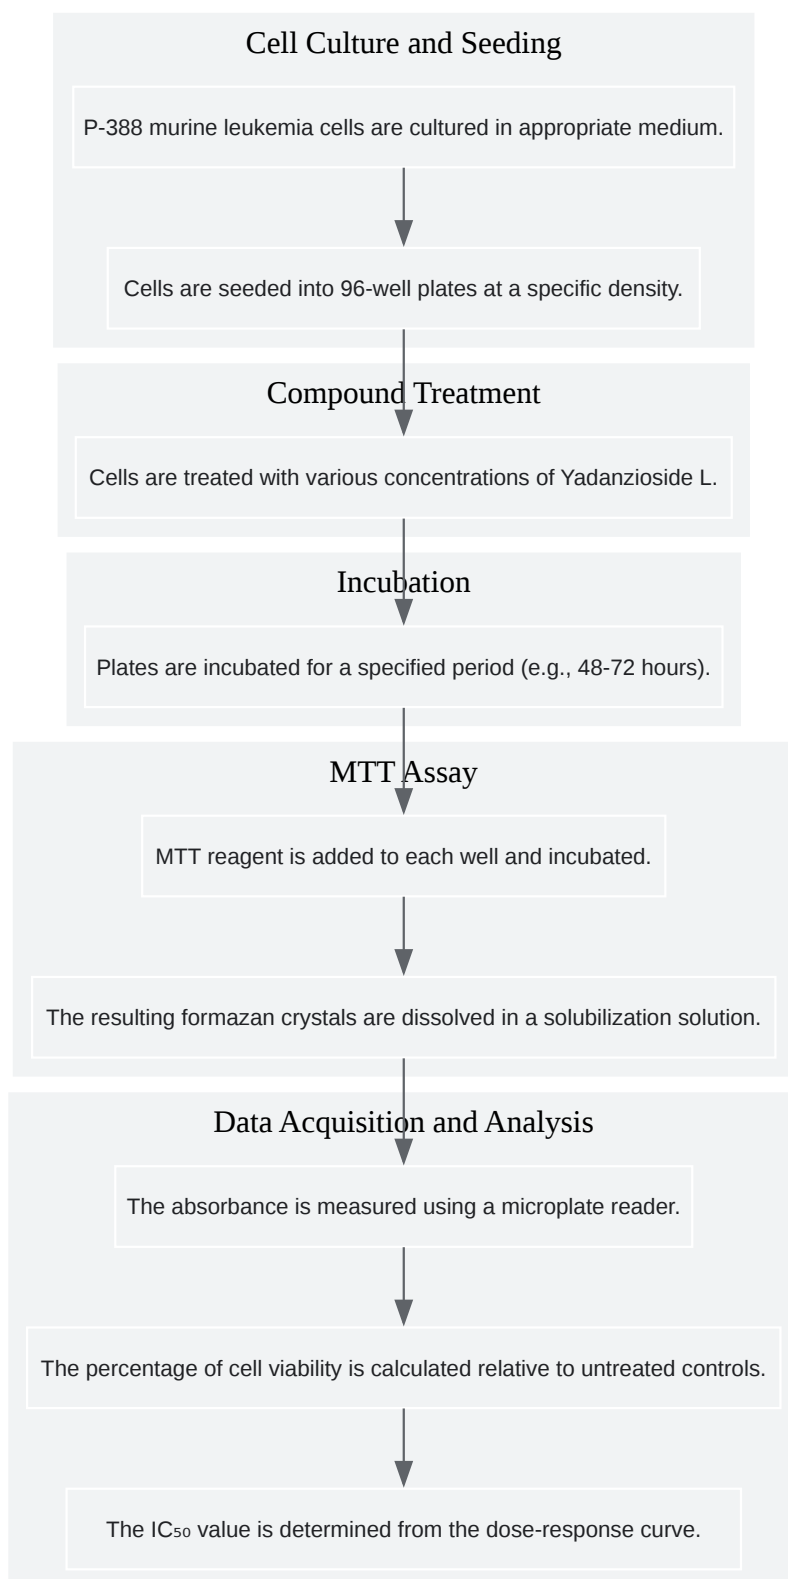 Cell Culture and Seeding
P-388 murine leukemia cells are cultured in appropriate medium.
Cells are seeded into 96-well plates at a specific density.
Compound Treatment
Cells are treated with various concentrations of Yadanzioside L.
Incubation
Plates are incubated for a specified period (e.g., 48-72 hours).
MTT Assay
MTT reagent is added to each well and incubated.
The resulting formazan crystals are dissolved in a solubilization solution.
Data Acquisition and Analysis
The absorbance is measured using a microplate reader.
The percentage of cell viability is calculated relative to untreated controls.
The IC₅₀ value is determined from the dose-response curve.